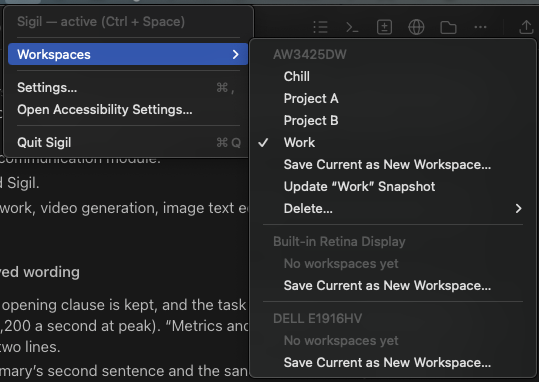 Sigil — active (Ctrl + Space)
Workspaces
Settings... ⌘ ,
Open Accessibility Settings...
Quit Sigil ⌘ Q
AW3425DW
Chill
Project A
Project B
✓ Work
Save Current as New Workspace...
Update “Work” Snapshot
Delete...
Built-in Retina Display
No workspaces yet
Save Current as New Workspace...
DELL E1916HV
No workspaces yet
Save Current as New Workspace...
communication module.
d Sigil.
work, video generation, image text e
ved wording
opening clause is kept, and the task
,200 a second at peak). “Metrics and
two lines.
mary’s second sentence and the san